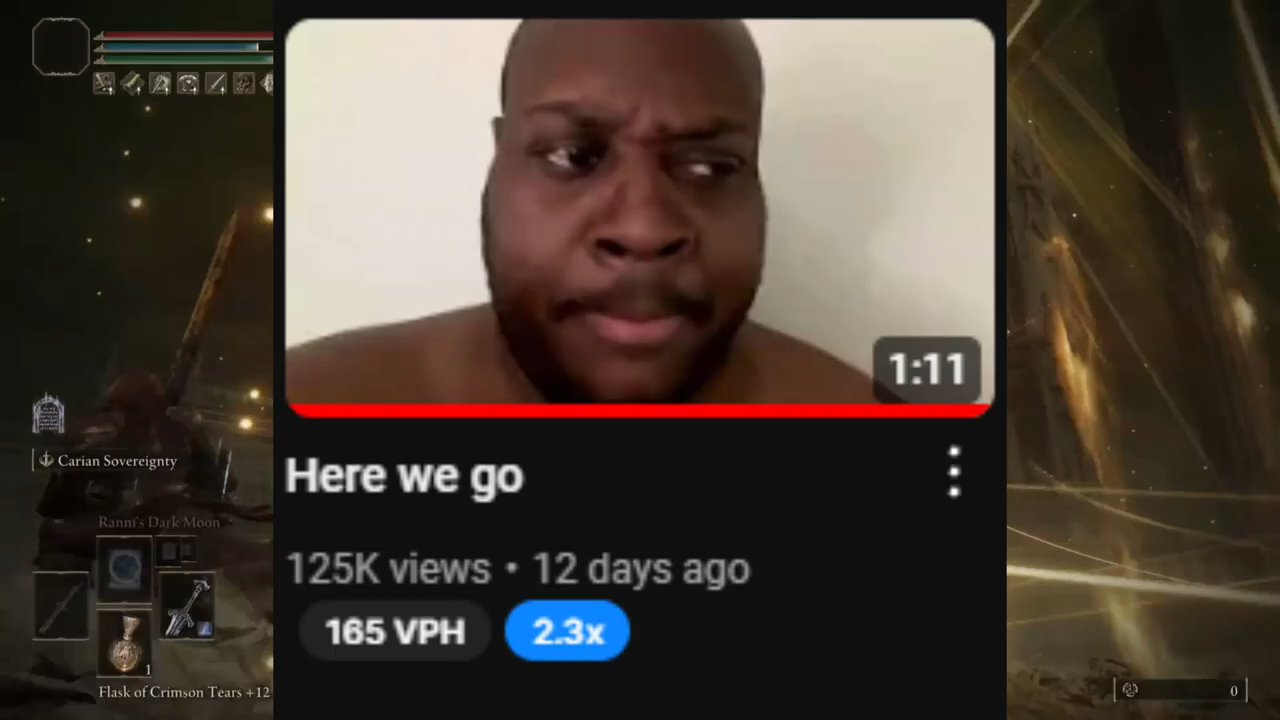 1:11
Here we go
125K views • 12 days ago
165 VPH 2.3x
Carian Sovereignty
Ranni's Dark Moon
1
Flask of Crimson Tears +12
0